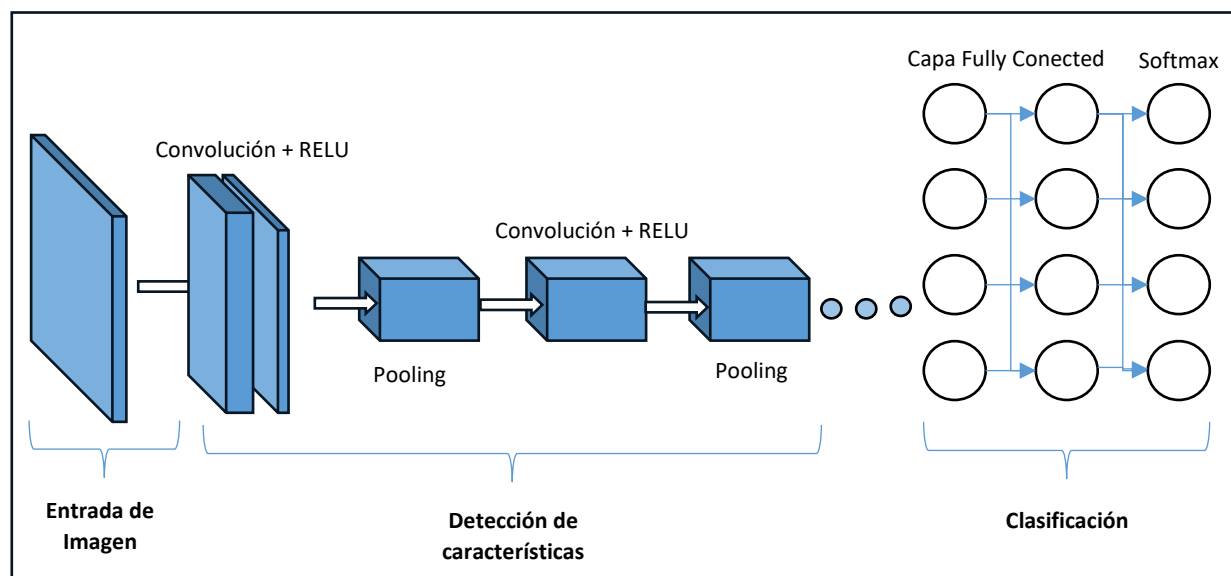 Capa Fully Conected
Softmax
Convolución + RELU
Convolución + RELU
Pooling
Pooling
Entrada de
Imagen
Detección de
características
Clasificación